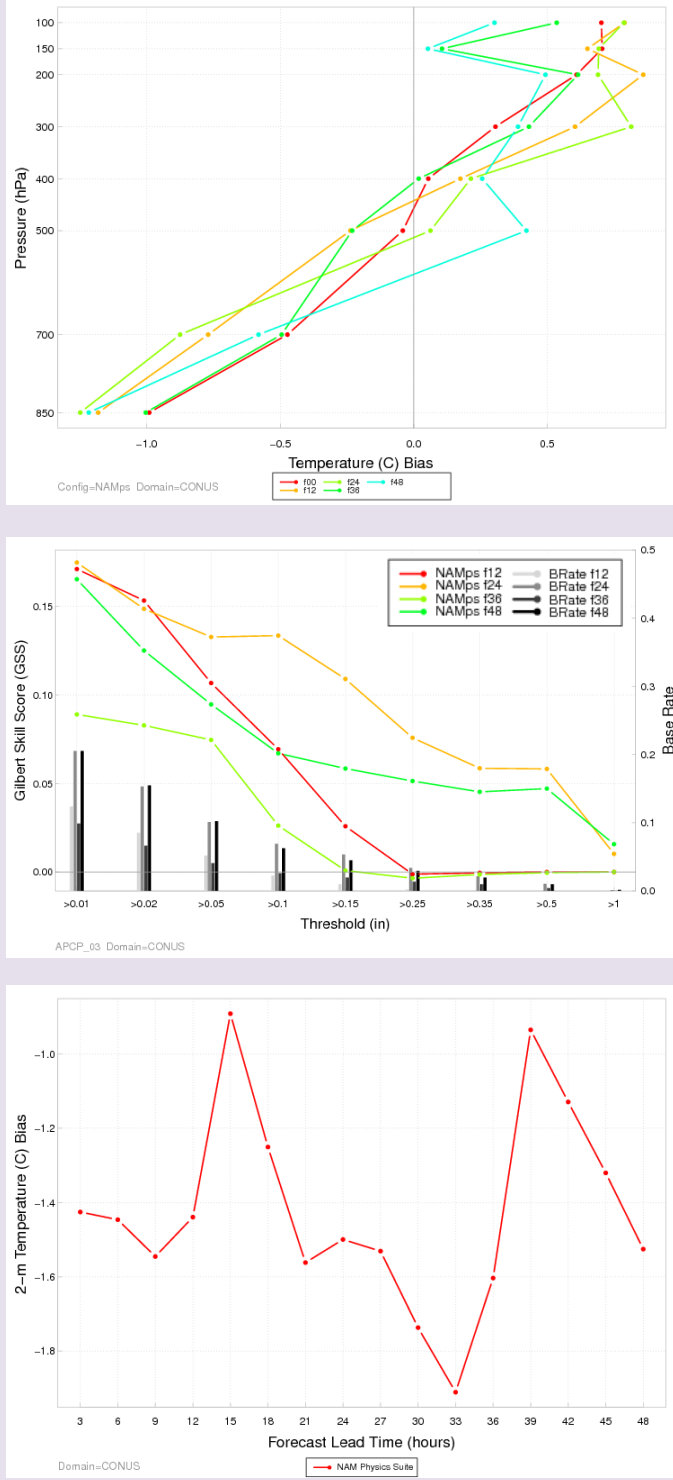 100
150
200
300
400
500
700
850
Pressure (hPa)
−1.0 −0.5 0.0 0.5
Temperature (C) Bias
Config=NAMps Domain=CONUS
f00 f24 f48
f12 f36
0.15
0.10
0.05
0.00
Gilbert Skill Score (GSS)
NAMps f12 BRate f12
NAMps f24 BRate f24
NAMps f36 BRate f36
NAMps f48 BRate f48
0.5
0.4
0.3
0.2
0.1
0.0
Base Rate
>0.01 >0.02 >0.05 >0.1 >0.15 >0.25 >0.35 >0.5 >1
Threshold (in)
APCP_03 Domain=CONUS
−1.0
−1.2
−1.4
−1.6
−1.8
2−m Temperature (C) Bias
3 6 9 12 15 18 21 24 27 30 33 36 39 42 45 48
Forecast Lead Time (hours)
Domain=CONUS
NAM Physics Suite